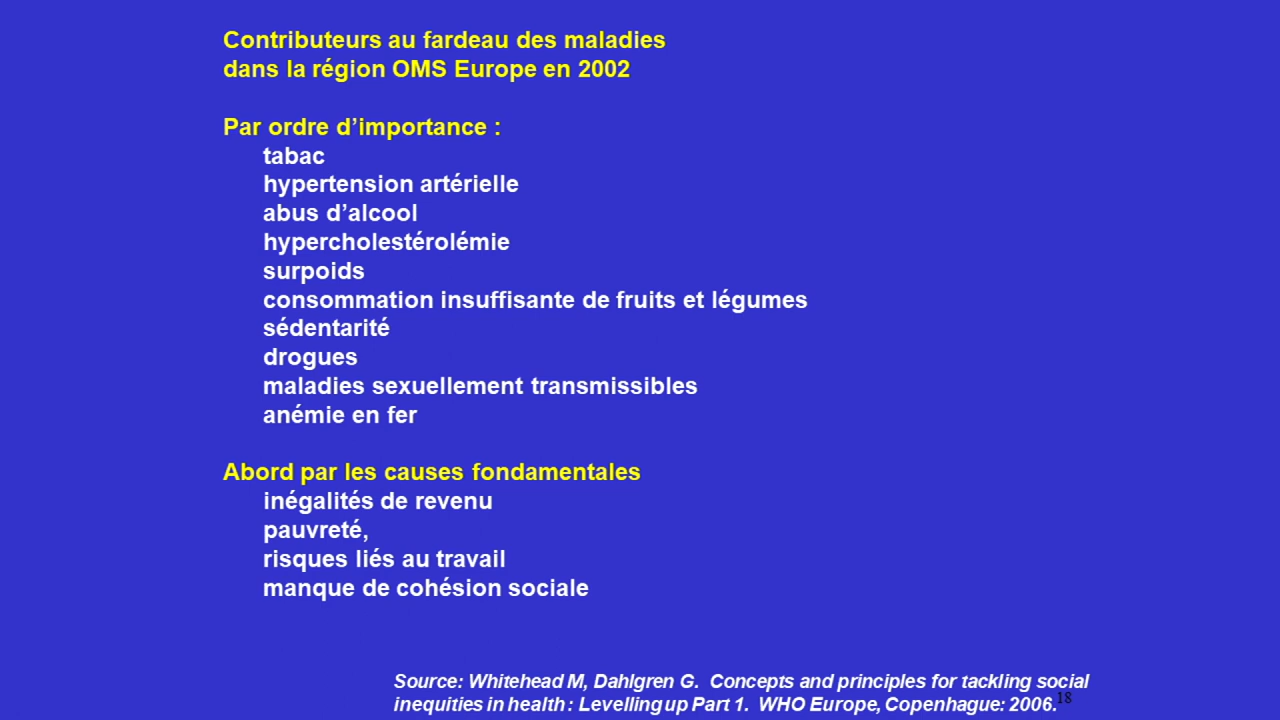 Contributeurs au fardeau des maladies
dans la région OMS Europe en 2002
Par ordre d’importance :
tabac
hypertension artérielle
abus d’alcool
hypercholestérolémie
surpoids
consommation insuffisante de fruits et légumes
sédentarité
drogues
maladies sexuellement transmissibles
anémie en fer
Abord par les causes fondamentales
inégalités de revenu
pauvreté,
risques liés au travail
manque de cohésion sociale
Source: Whitehead M, Dahlgren G. Concepts and principles for tackling social
inequities in health : Levelling up Part 1. WHO Europe, Copenhague: 2006.
18